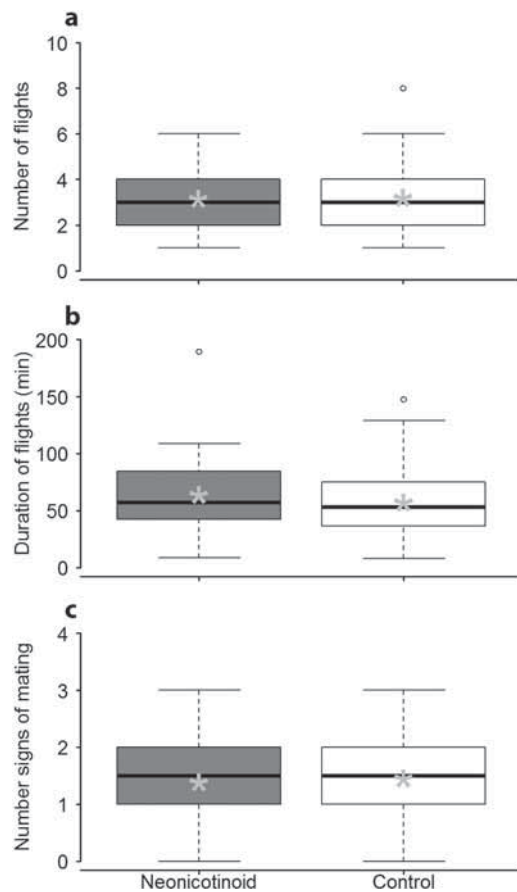 a
Number of flights
10
8
6
4
2
0
b
Duration of flights (min)
200
150
100
50
0
c
Number signs of mating
4
3
2
1
0
Neonicotinoid Control